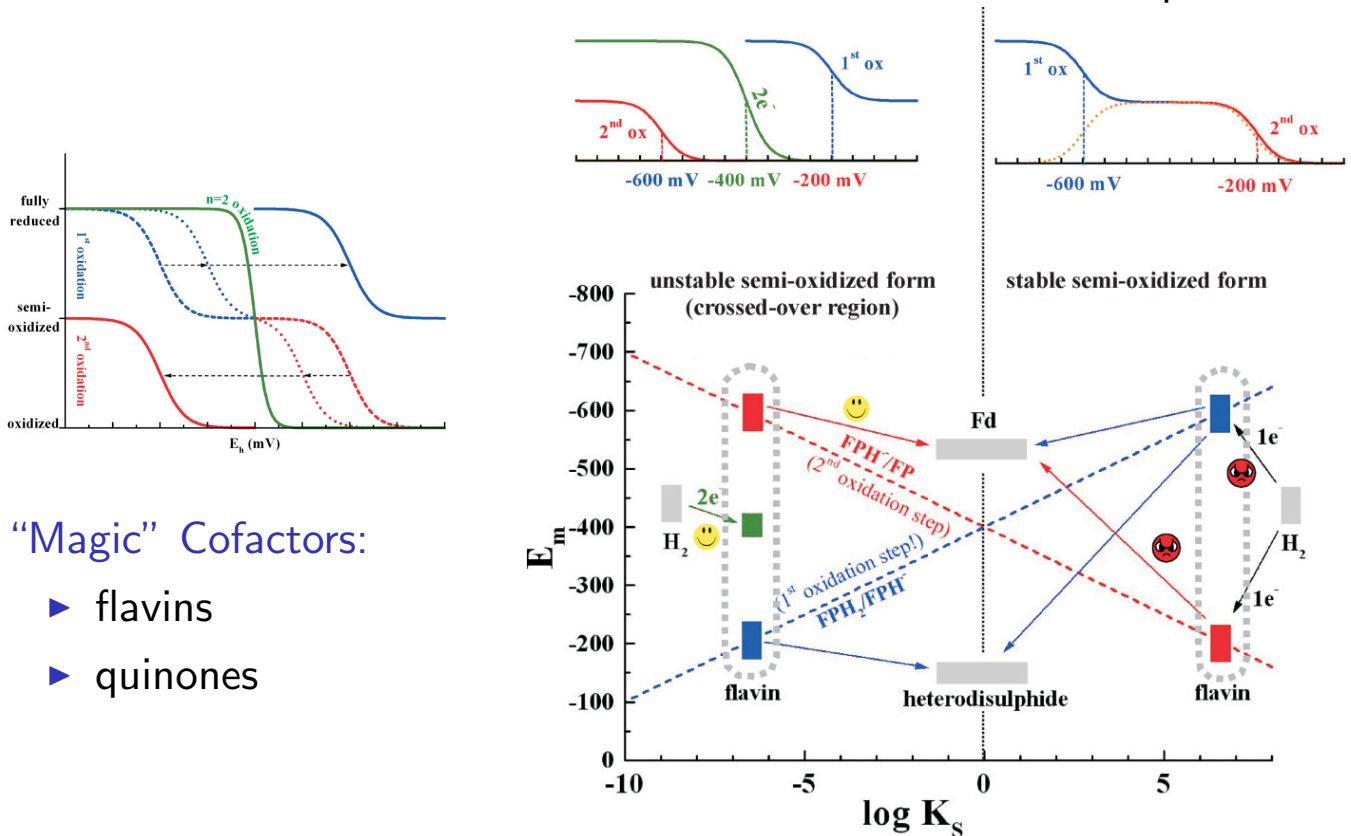 1st ox
2e-
2nd ox
-600 mV
-400 mV
-200 mV
1st ox
2nd ox
-600 mV
-200 mV
fully
reduced
semi-
oxidized
oxidized
1st oxidation
2nd oxidation
n=2 oxidation
Eh (mV)
"Magic" Cofactors:
▶ flavins
▶ quinones
unstable semi-oxidized form
(crossed-over region)
stable semi-oxidized form
Em
-800
-700
-600
-500
-400
-300
-200
-100
0
FPH-/FP
(2nd oxidation step)
(1st oxidation step!)
FPH2/FPH-
2e-
H2
Fd
1e-
H2
1e-
flavin
heterodisulphide
flavin
-10
-5
0
5
log Ks